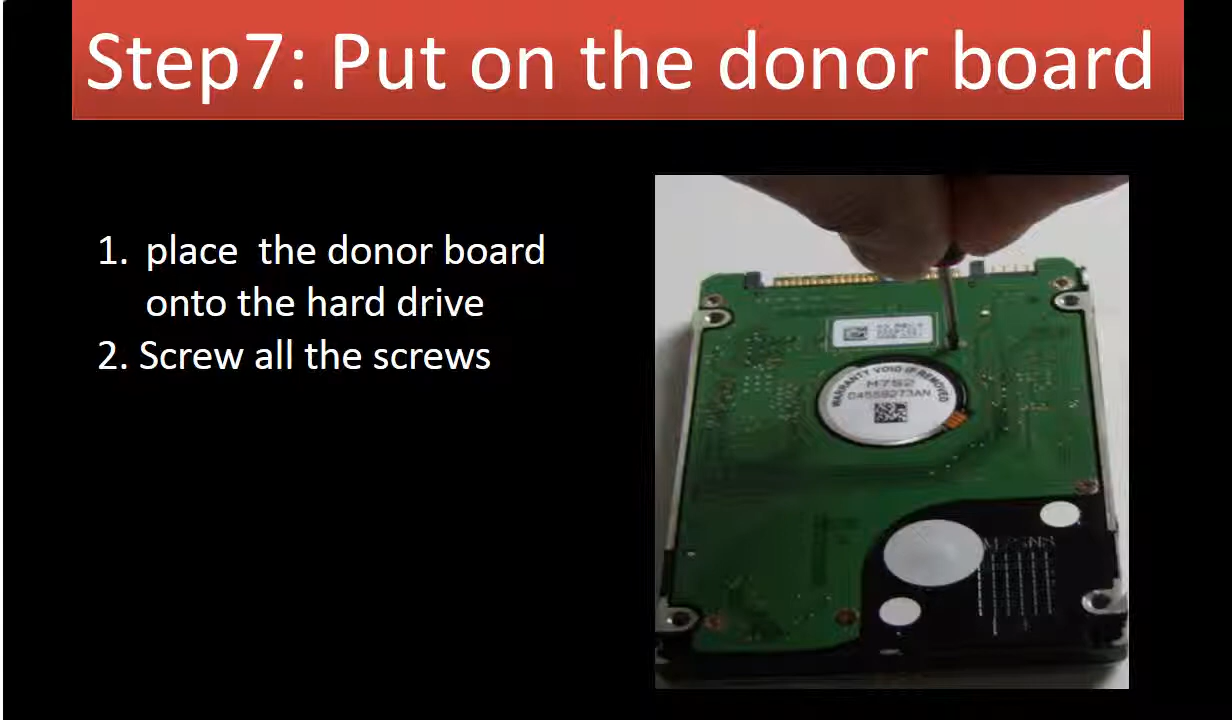 Step7: Put on the donor board
1. place  the donor board
onto the hard drive
2. Screw all the screws
WARRANTY VOID IF REMOVED
M7S2